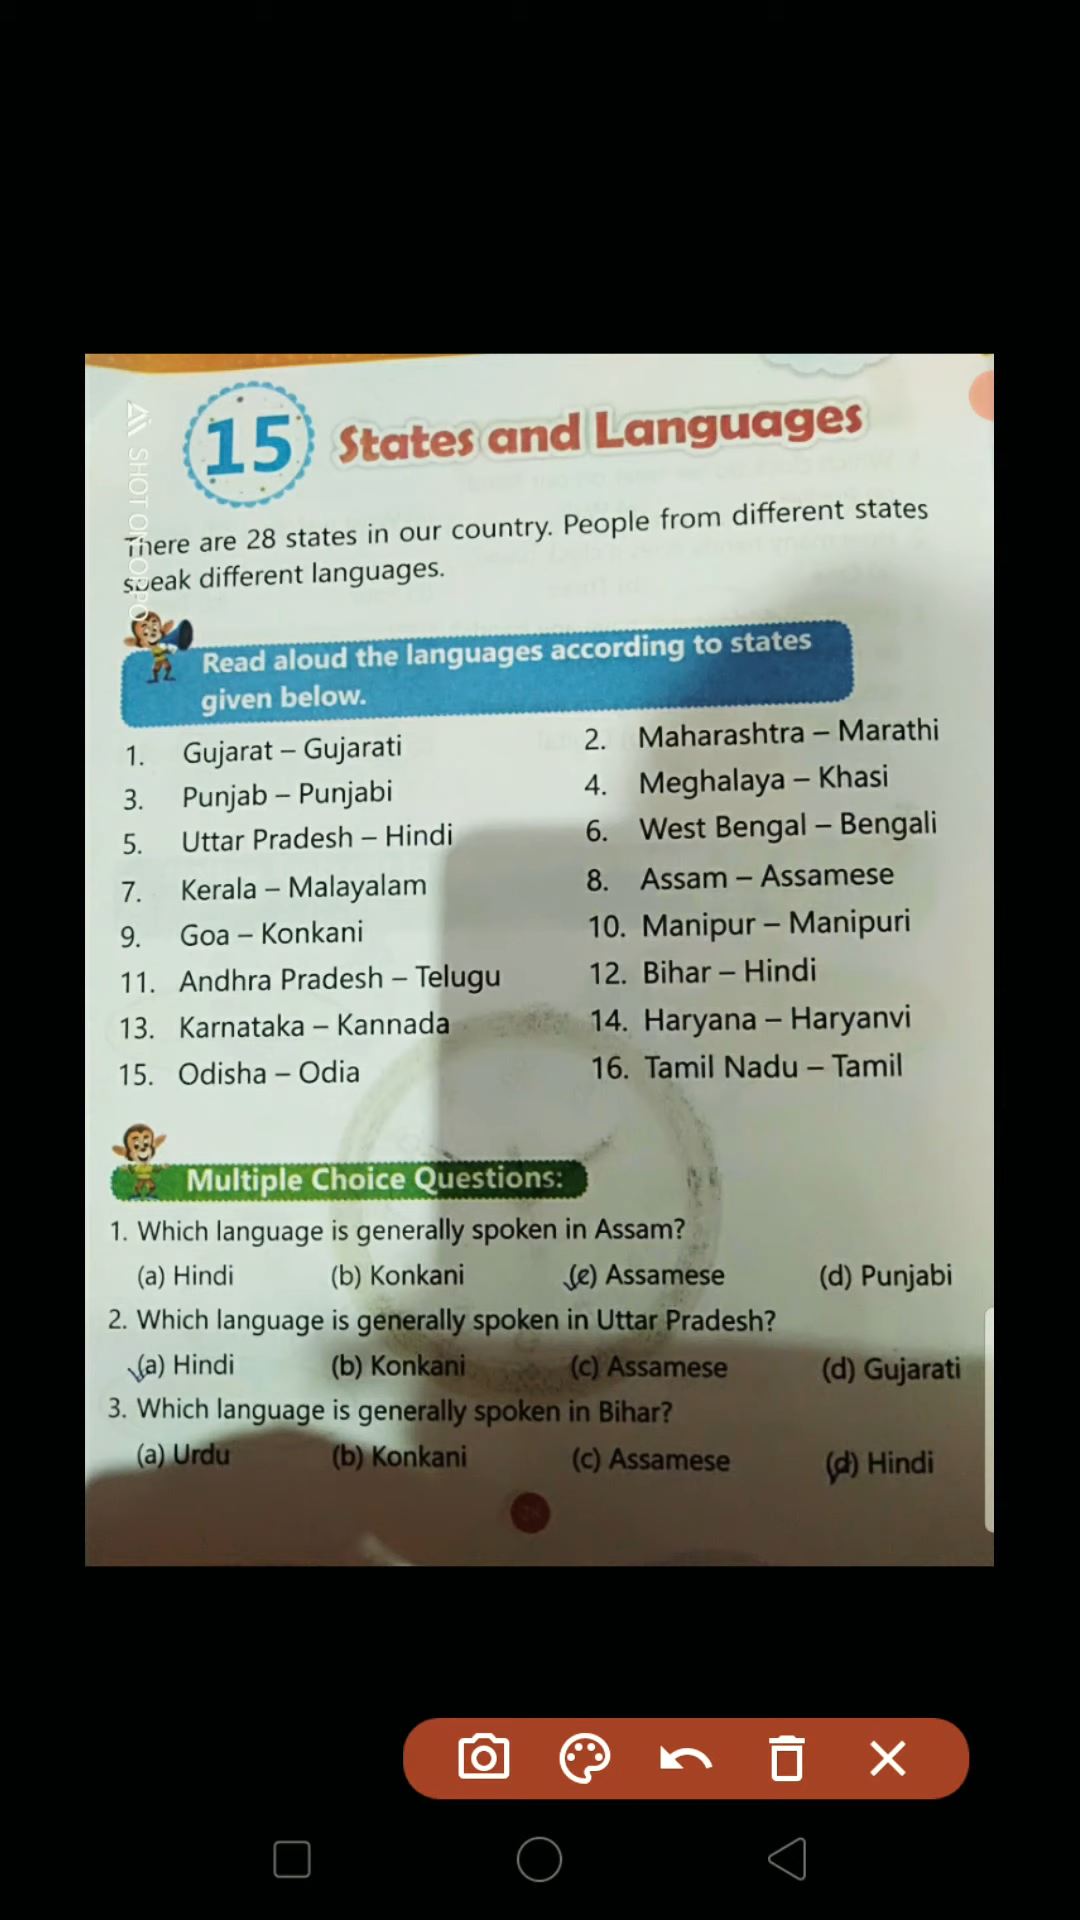 15 States and Languages
SHOT ON OPPO
There are 28 states in our country. People from different states
speak different languages.
Read aloud the languages according to states
given below.
1. Gujarat – Gujarati
2. Maharashtra – Marathi
3. Punjab – Punjabi
4. Meghalaya – Khasi
5. Uttar Pradesh – Hindi
6. West Bengal – Bengali
7. Kerala – Malayalam
8. Assam – Assamese
9. Goa – Konkani
10. Manipur – Manipuri
11. Andhra Pradesh – Telugu
12. Bihar – Hindi
13. Karnataka – Kannada
14. Haryana – Haryanvi
15. Odisha – Odia
16. Tamil Nadu – Tamil
Multiple Choice Questions:
1. Which language is generally spoken in Assam?
(a) Hindi (b) Konkani (c) Assamese (d) Punjabi
2. Which language is generally spoken in Uttar Pradesh?
(a) Hindi (b) Konkani (c) Assamese (d) Gujarati
3. Which language is generally spoken in Bihar?
(a) Urdu (b) Konkani (c) Assamese (d) Hindi